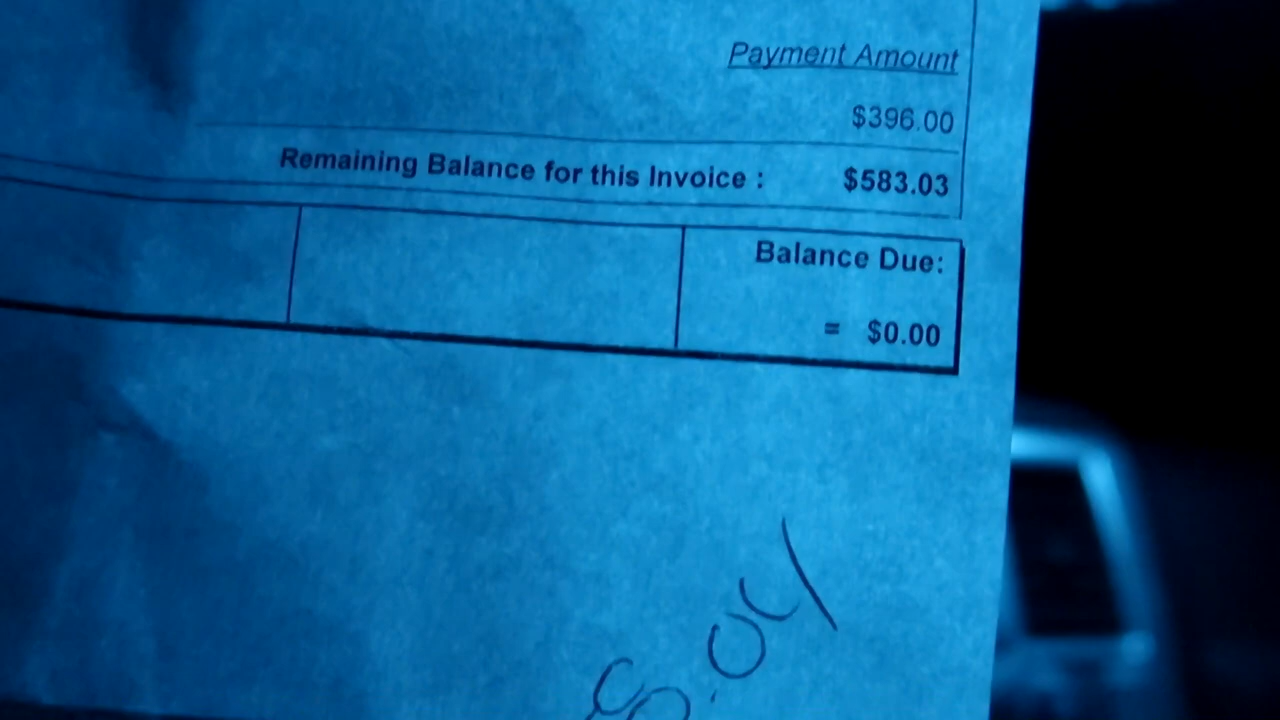 Payment Amount
$396.00
Remaining Balance for this Invoice : $583.03
Balance Due:
= $0.00